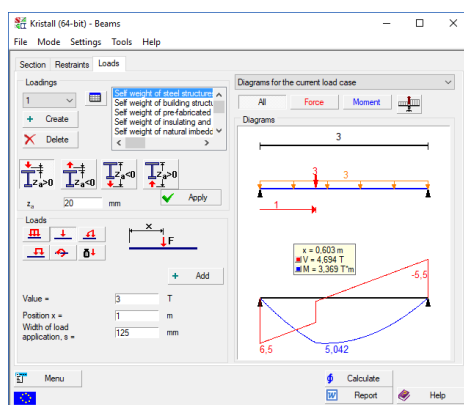 Kristall (64-bit) - Beams
File Mode Settings Tools Help
Section Restraints Loads
Loadings
1
Create
Delete
Self weight of steel structures
Self weight of building structu
Self weight of pre-fabricated
Self weight of insulating and
Self weight of natural imbedd
Diagrams for the current load case
All Force Moment
za>0 za<0 za<0 za>0
za 20 mm
Apply
Loads
x
F
Add
Value = 3 T
Position x = 1 m
Width of load
application, s = 125 mm
Diagrams
3
3
3
1
x = 0,603 m
V = 4,694 T
M = 3,369 T*m
-5,5
6,5
5,042
Menu
Calculate
Report
Help